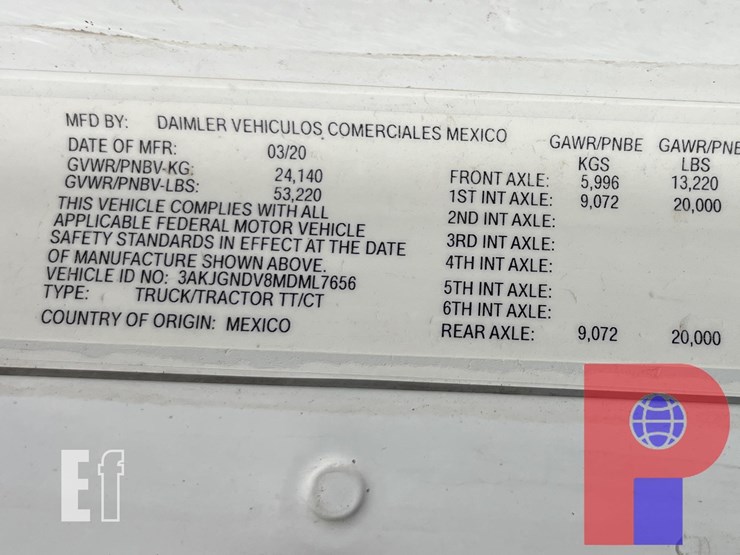 MFD BY: DAIMLER VEHICULOS COMERCIALES MEXICO
DATE OF MFR: 03/20
GVWR/PNBV-KG: 24,140
GVWR/PNBV-LBS: 53,220
THIS VEHICLE COMPLIES WITH ALL
APPLICABLE FEDERAL MOTOR VEHICLE
SAFETY STANDARDS IN EFFECT AT THE DATE
OF MANUFACTURE SHOWN ABOVE.
VEHICLE ID NO: 3AKJGNDV8MDML7656
TYPE: TRUCK/TRACTOR TT/CT
COUNTRY OF ORIGIN: MEXICO
GAWR/PNBE GAWR/PNBE
KGS LBS
FRONT AXLE: 5,996 13,220
1ST INT AXLE: 9,072 20,000
2ND INT AXLE:
3RD INT AXLE:
4TH INT AXLE:
5TH INT AXLE:
6TH INT AXLE:
REAR AXLE: 9,072 20,000
Ef
P